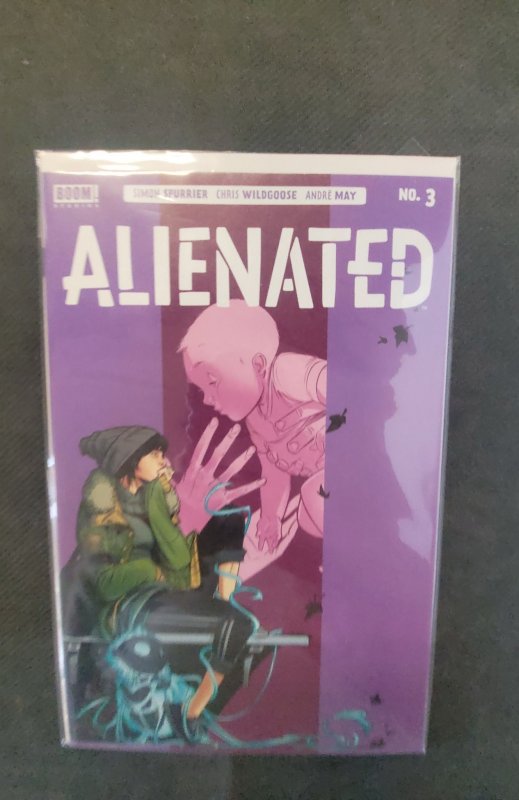 BOOM!
STUDIOS
SIMON SPURRIER CHRIS WILDGOOSE ANDRÉ MAY
NO. 3
ALIENATED